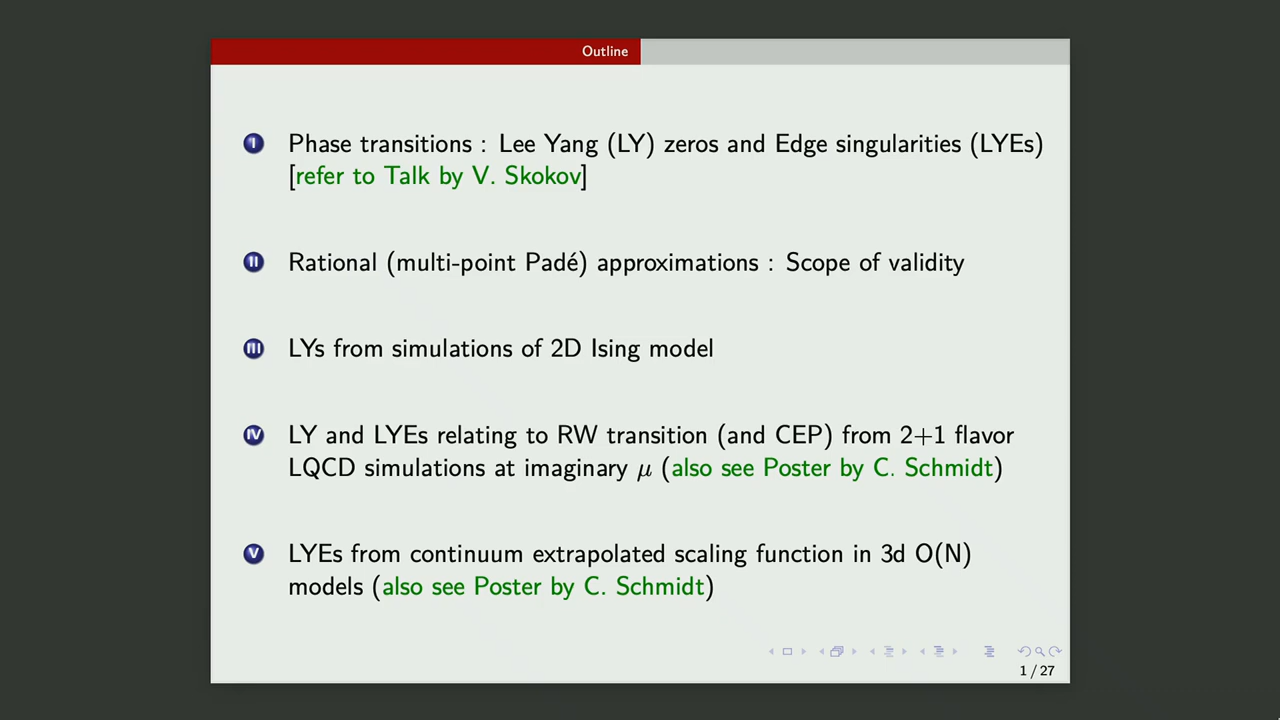 Outline
I Phase transitions : Lee Yang (LY) zeros and Edge singularities (LYEs)
[refer to Talk by V. Skokov]
II Rational (multi-point Padé) approximations : Scope of validity
III LYs from simulations of 2D Ising model
IV LY and LYEs relating to RW transition (and CEP) from 2+1 flavor
LQCD simulations at imaginary μ (also see Poster by C. Schmidt)
V LYEs from continuum extrapolated scaling function in 3d O(N)
models (also see Poster by C. Schmidt)
1 / 27